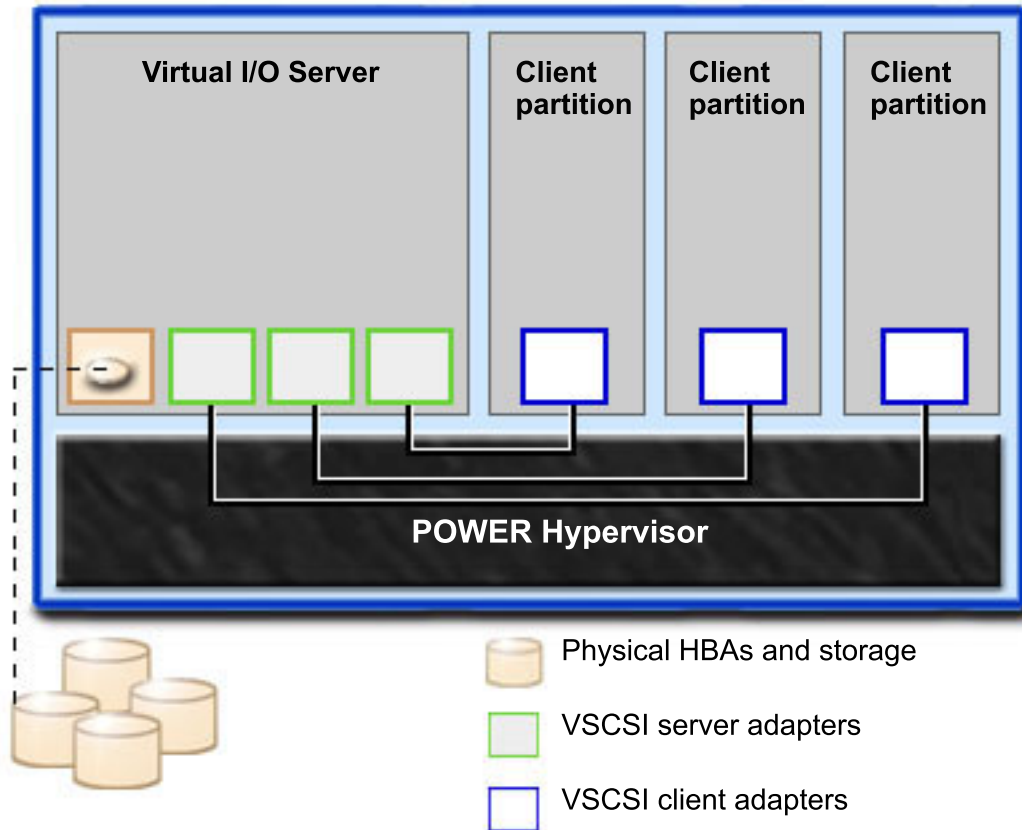 Virtual I/O Server
Client
partition
Client
partition
Client
partition
POWER Hypervisor
Physical HBAs and storage
VSCSI server adapters
VSCSI client adapters